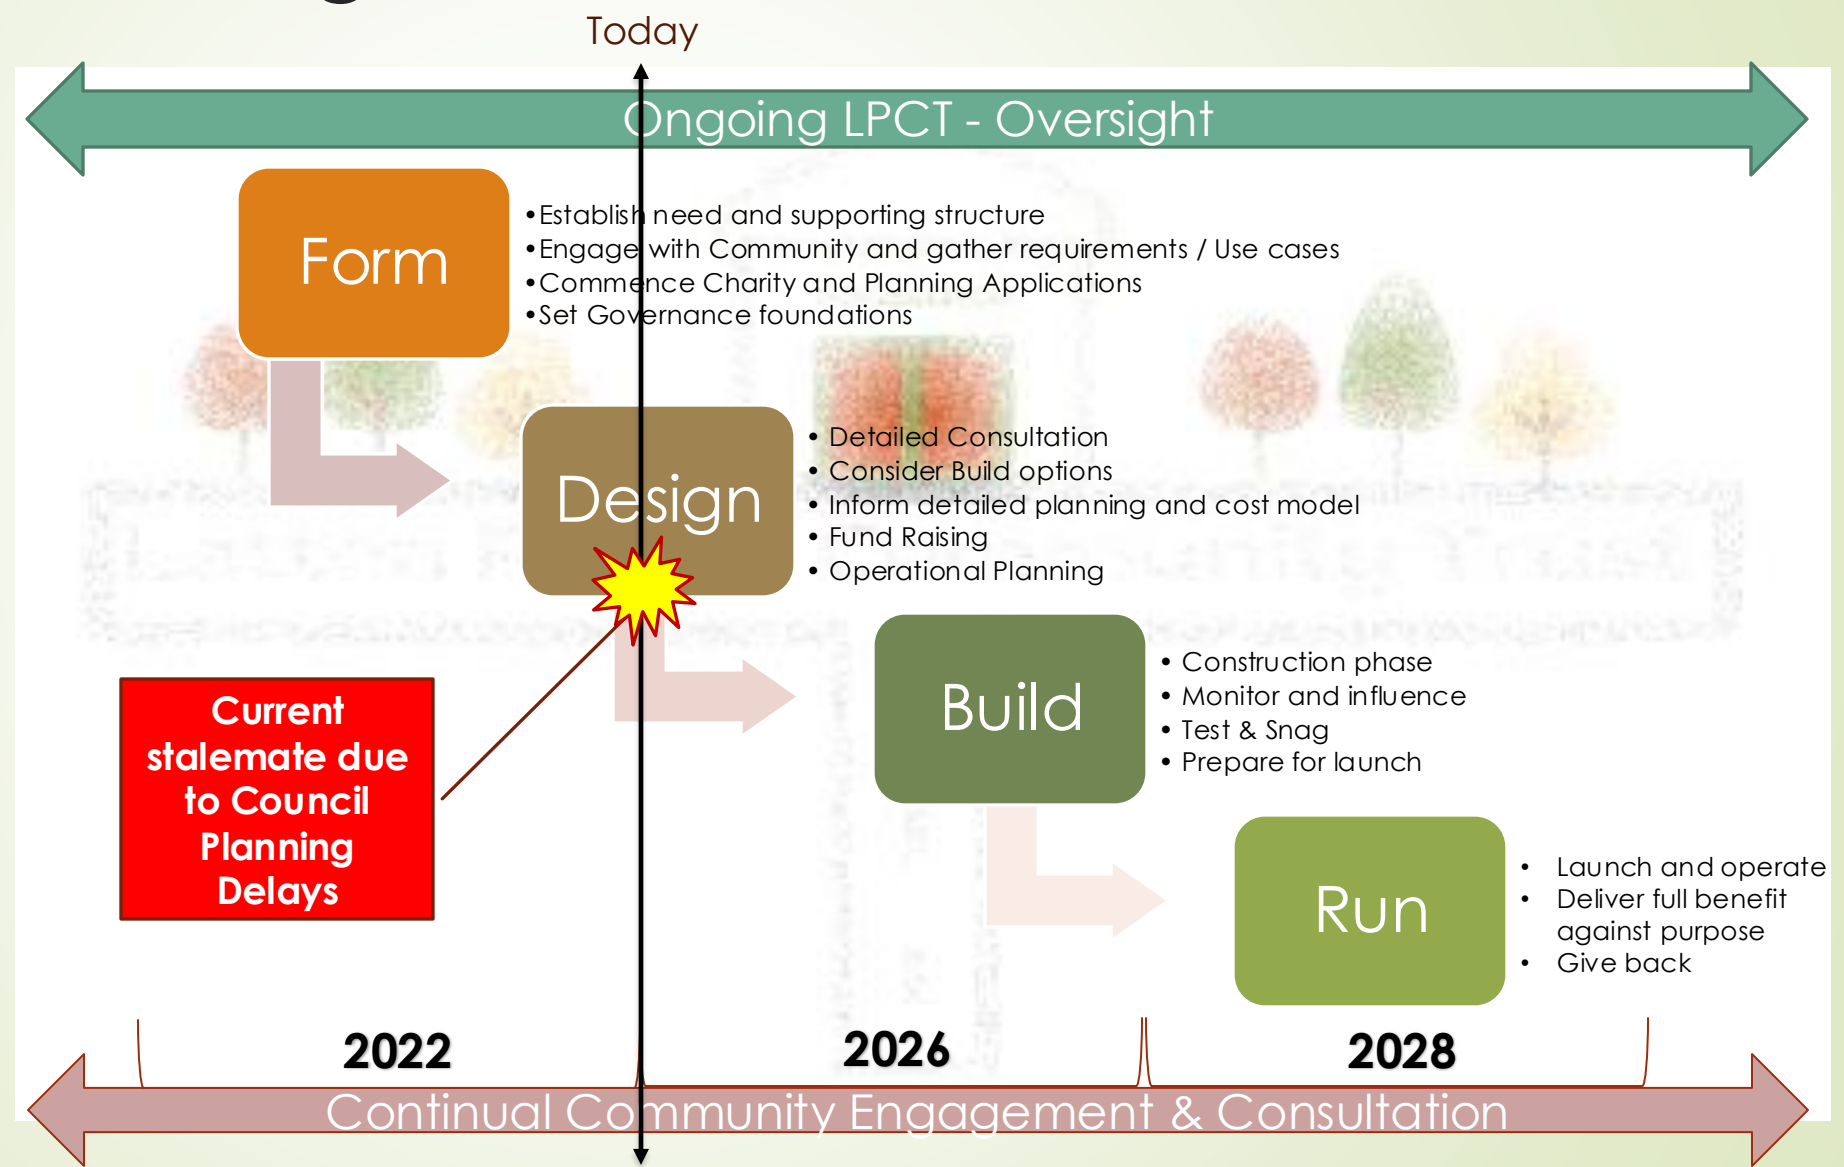 Today
Ongoing LPCT - Oversight
Form
•Establish need and supporting structure
•Engage with Community and gather requirements / Use cases
•Commence Charity and Planning Applications
•Set Governance foundations
Design
• Detailed Consultation
• Consider Build options
• Inform detailed planning and cost model
• Fund Raising
• Operational Planning
Build
• Construction phase
• Monitor and influence
• Test & Snag
• Prepare for launch
Current
stalemate due
to Council
Planning
Delays
Run
• Launch and operate
• Deliver full benefit
against purpose
• Give back
2022
2026
2028
Continual Community Engagement & Consultation